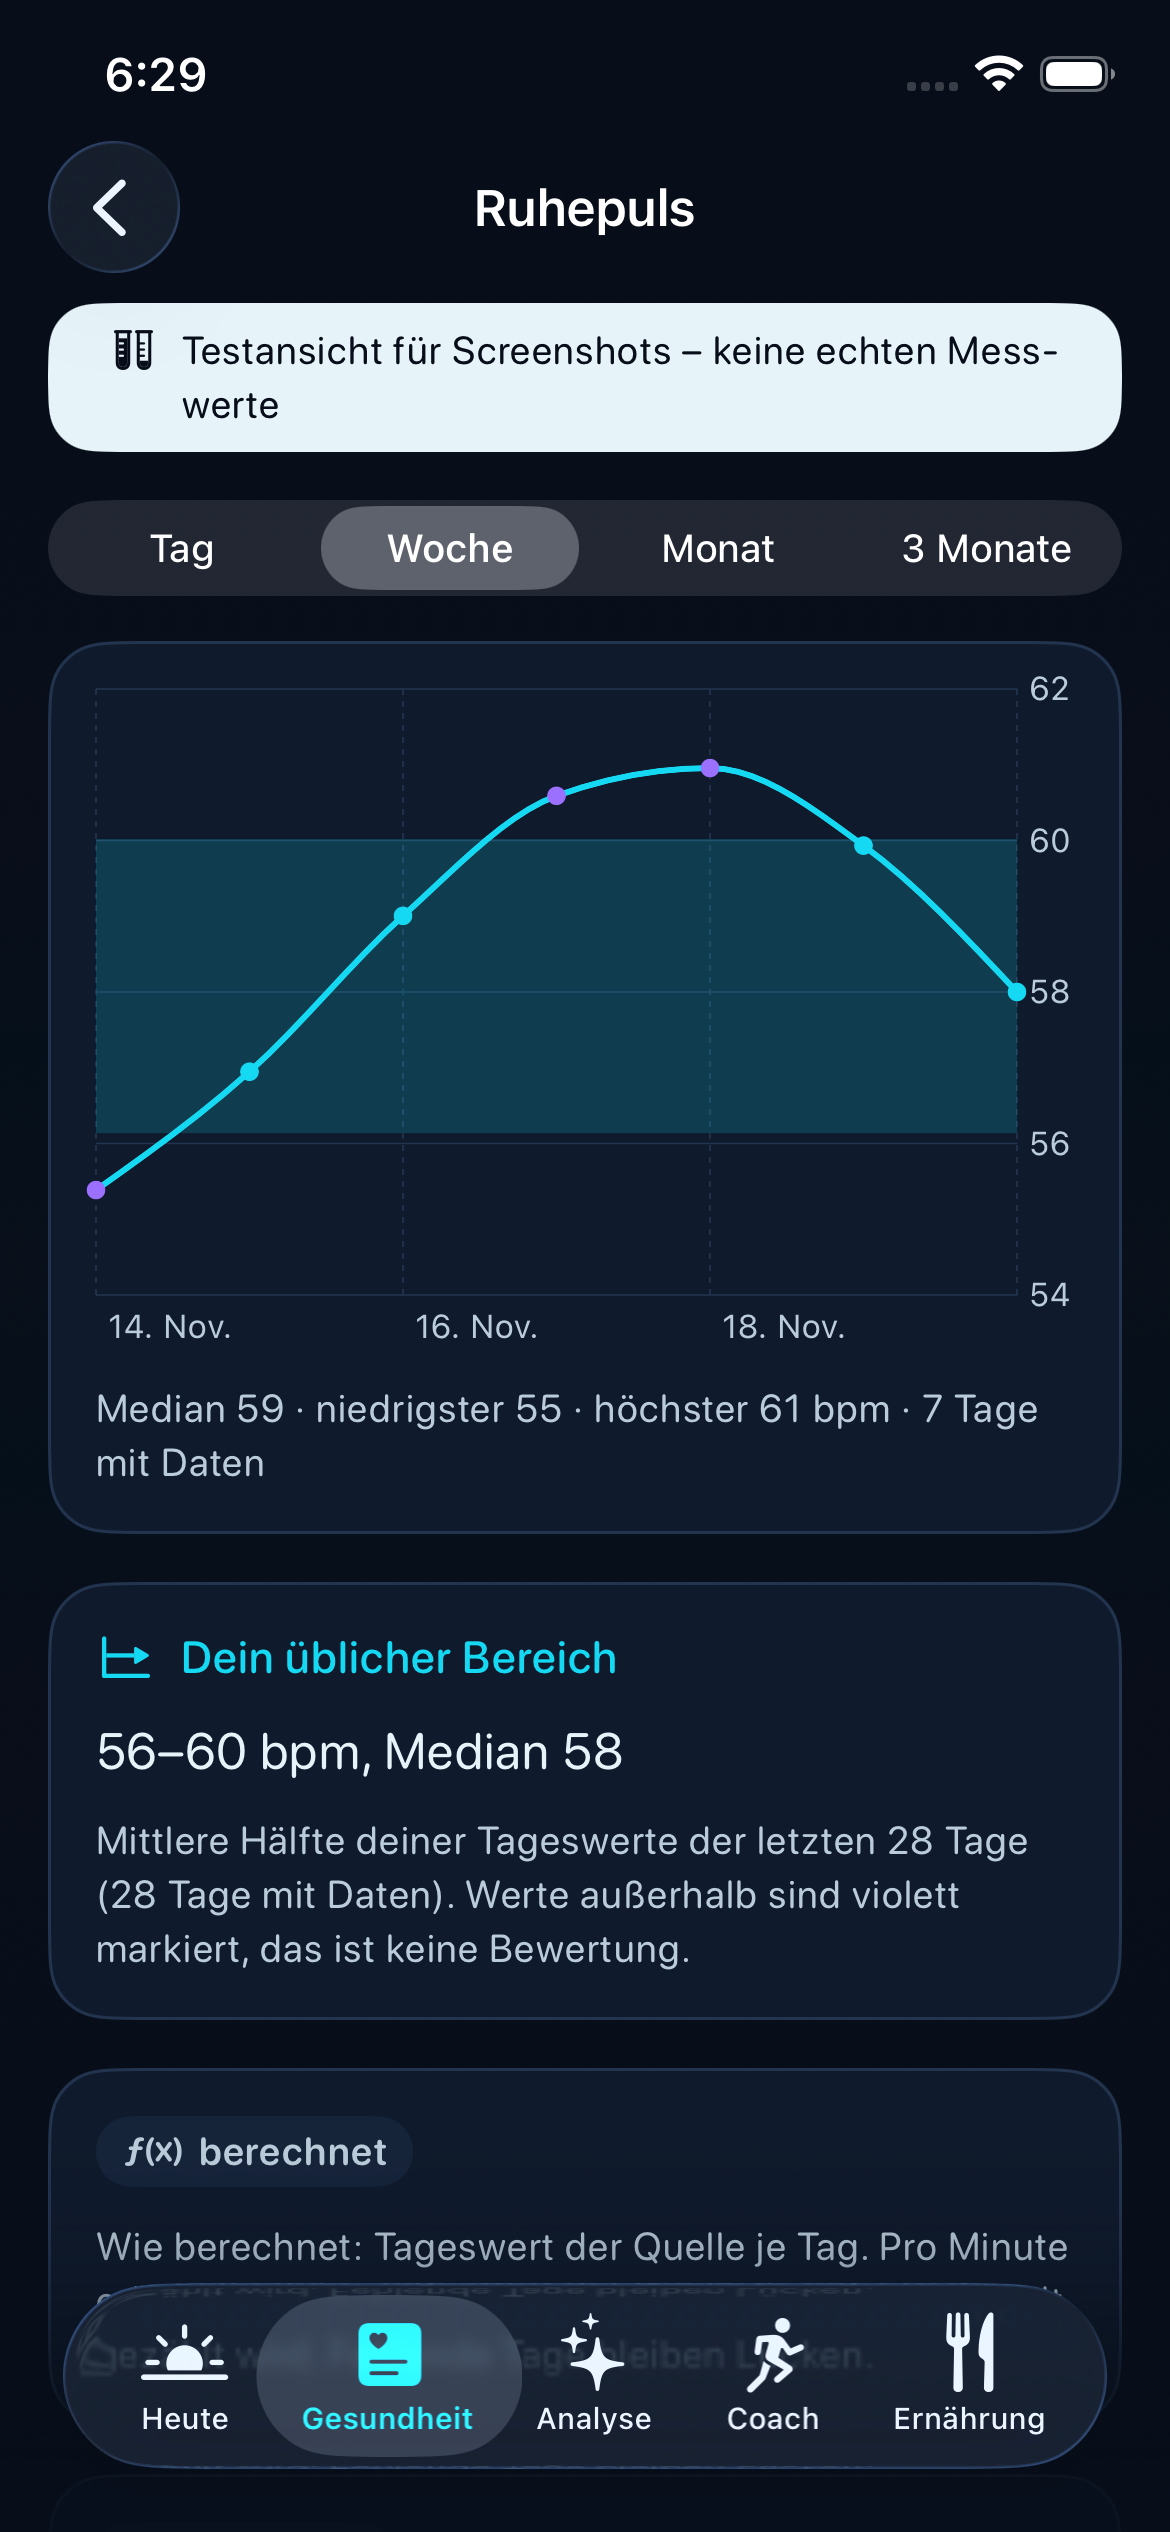 6:29
Ruhepuls
Testansicht für Screenshots – keine echten Mess-
werte
Tag
Woche
Monat
3 Monate
62
60
58
56
54
14. Nov.
16. Nov.
18. Nov.
Median 59 · niedrigster 55 · höchster 61 bpm · 7 Tage
mit Daten
Dein üblicher Bereich
56–60 bpm, Median 58
Mittlere Hälfte deiner Tageswerte der letzten 28 Tage
(28 Tage mit Daten). Werte außerhalb sind violett
markiert, das ist keine Bewertung.
f(x) berechnet
Wie berechnet: Tageswert der Quelle je Tag. Pro Minute
bleiben
Heute
Gesundheit
Analyse
Coach
Ernährung